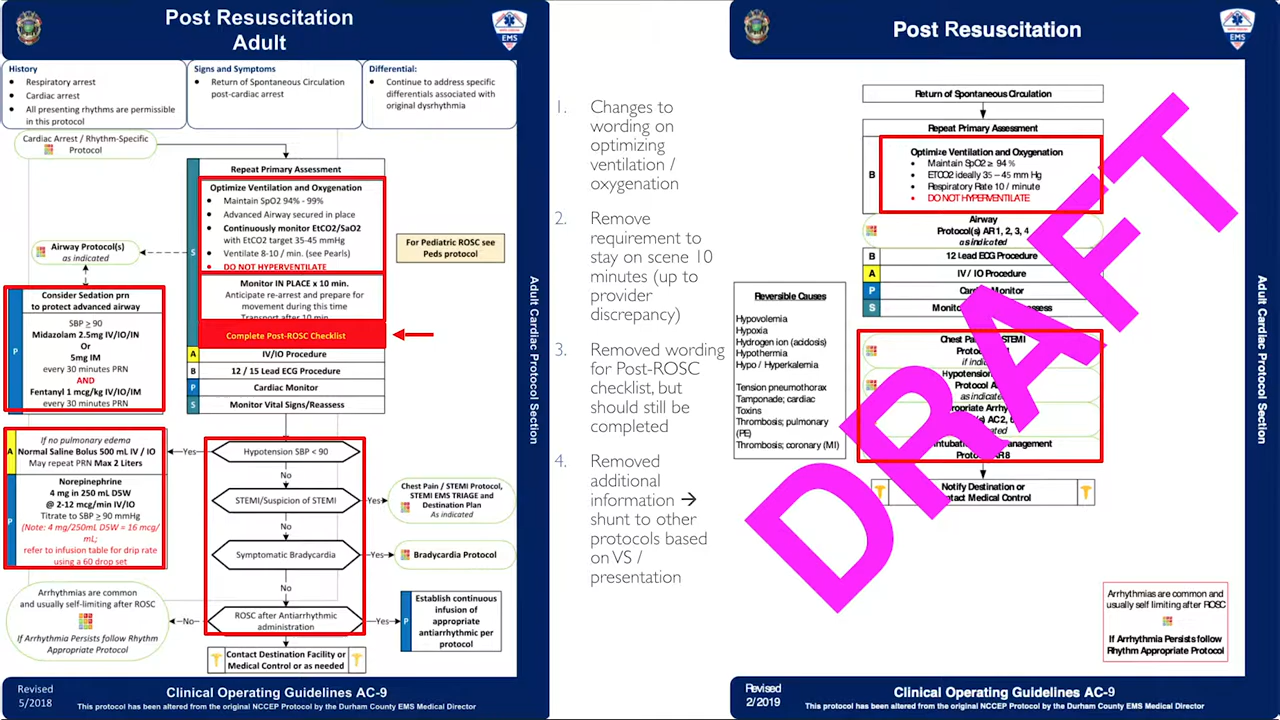 Post Resuscitation
Adult
EMS
History
Respiratory arrest
Cardiac arrest
All presenting rhythms are permissible
in this protocol
Signs and Symptoms
Return of Spontaneous Circulation
post-cardiac arrest
Differential:
Continue to address specific
differentials associated with
original dysrhythmia
Cardiac Arrest / Rhythm-Specific
Protocol
Repeat Primary Assessment
S
Optimize Ventilation and Oxygenation
Maintain SpO2 94% - 99%
Advanced Airway secured in place
Continuously monitor EtCO2/SaO2
with EtCO2 target 35-45 mmHg
Ventilate 8-10 / min. (see Pearls)
DO NOT HYPERVENTILATE
Monitor IN PLACE x 10 min.
Anticipate re-arrest and prepare for
movement during this time
Transport after 10 min
Complete Post-ROSC Checklist
A
IV/IO Procedure
B
12 / 15 Lead ECG Procedure
P
Cardiac Monitor
S
Monitor Vital Signs/Reassess
For Pediatric ROSC see
Peds protocol
Airway Protocol(s)
as indicated
P
Consider Sedation prn
to protect advanced airway
SBP ≥ 90
Midazolam 2.5mg IV/IO/IN
Or
5mg IM
every 30 minutes PRN
AND
Fentanyl 1 mcg/kg IV/IO/IM
every 30 minutes PRN
A
If no pulmonary edema
Normal Saline Bolus 500 mL IV / IO
May repeat PRN Max 2 Liters
P
Norepinephrine
4 mg in 250 mL D5W
@ 2-12 mcg/min IV/IO
Titrate to SBP ≥ 90 mmHg
(Note: 4 mg/250mL D5W = 16 mcg/
mL;
refer to infusion table for drip rate
using a 60 drop set
Yes
Hypotension SBP < 90
No
STEMI/Suspicion of STEMI
Yes
Chest Pain / STEMI Protocol,
STEMI EMS TRIAGE and
Destination Plan
As indicated
No
Symptomatic Bradycardia
Yes
Bradycardia Protocol
No
ROSC after Antiarrhythmic
administration
Yes
P
Establish continuous
infusion of
appropriate
antiarrhythmic per
protocol
No
Arrhythmias are common
and usually self-limiting after ROSC
If Arrhythmia Persists follow Rhythm
Appropriate Protocol
Contact Destination Facility or
Medical Control or as needed
Adult Cardiac Protocol Section
Revised
5/2018
Clinical Operating Guidelines AC-9
This protocol has been altered from the original NCCEP Protocol by the Durham County EMS Medical Director
1. Changes to
wording on
optimizing
ventilation /
oxygenation
2. Remove
requirement to
stay on scene 10
minutes (up to
provider
discrepancy)
3. Removed wording
for Post-ROSC
checklist, but
should still be
completed
4. Removed
additional
information →
shunt to other
protocols based
on VS /
presentation
Post Resuscitation
EMS
Return of Spontaneous Circulation
Repeat Primary Assessment
B
Optimize Ventilation and Oxygenation
Maintain SpO2 ≥ 94 %
ETCO2 ideally 35 – 45 mm Hg
Respiratory Rate 10 / minute
DO NOT HYPERVENTILATE
Airway
Protocol(s) AR 1, 2, 3, 4
as indicated
B
12 Lead ECG Procedure
A
IV / IO Procedure
P
Monitor
S
Reversible Causes
Hypovolemia
Hypoxia
Hydrogen ion (acidosis)
Hypothermia
Hypo / Hyperkalemia
Tension pneumothorax
Tamponade; cardiac
Toxins
Thrombosis; pulmonary
(PE)
Thrombosis; coronary (MI)
Chest STEMI
if indicated
Protocol
as indicated
AC 2,
Management
AR 8
Notify Destination or
Contact Medical Control
DRAFT
Arrhythmias are common and
usually self limiting after ROSC
If Arrhythmia Persists follow
Rhythm Appropriate Protocol
Adult Cardiac Protocol Section
Revised
2/2019
Clinical Operating Guidelines AC-9
This protocol has been altered from the original NCCEP Protocol by the Durham County EMS Medical Director